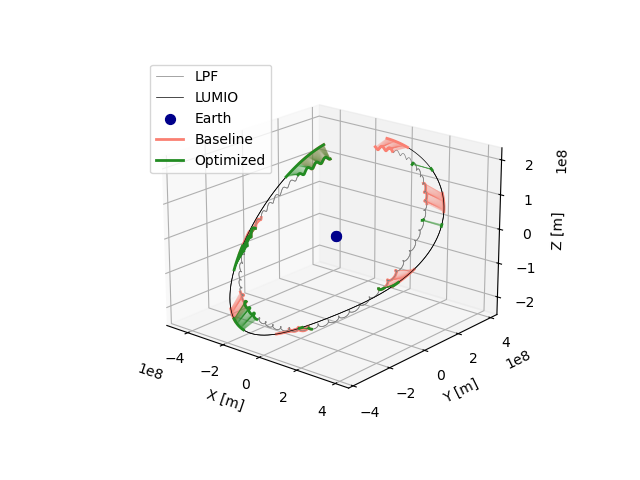 LPF
LUMIO
Earth
Baseline
Optimized
1e8
2
1
0
−1
−2
Z [m]
−4
−2
0
2
4
1e8
X [m]
−4
−2
0
2
4
1e8
Y [m]